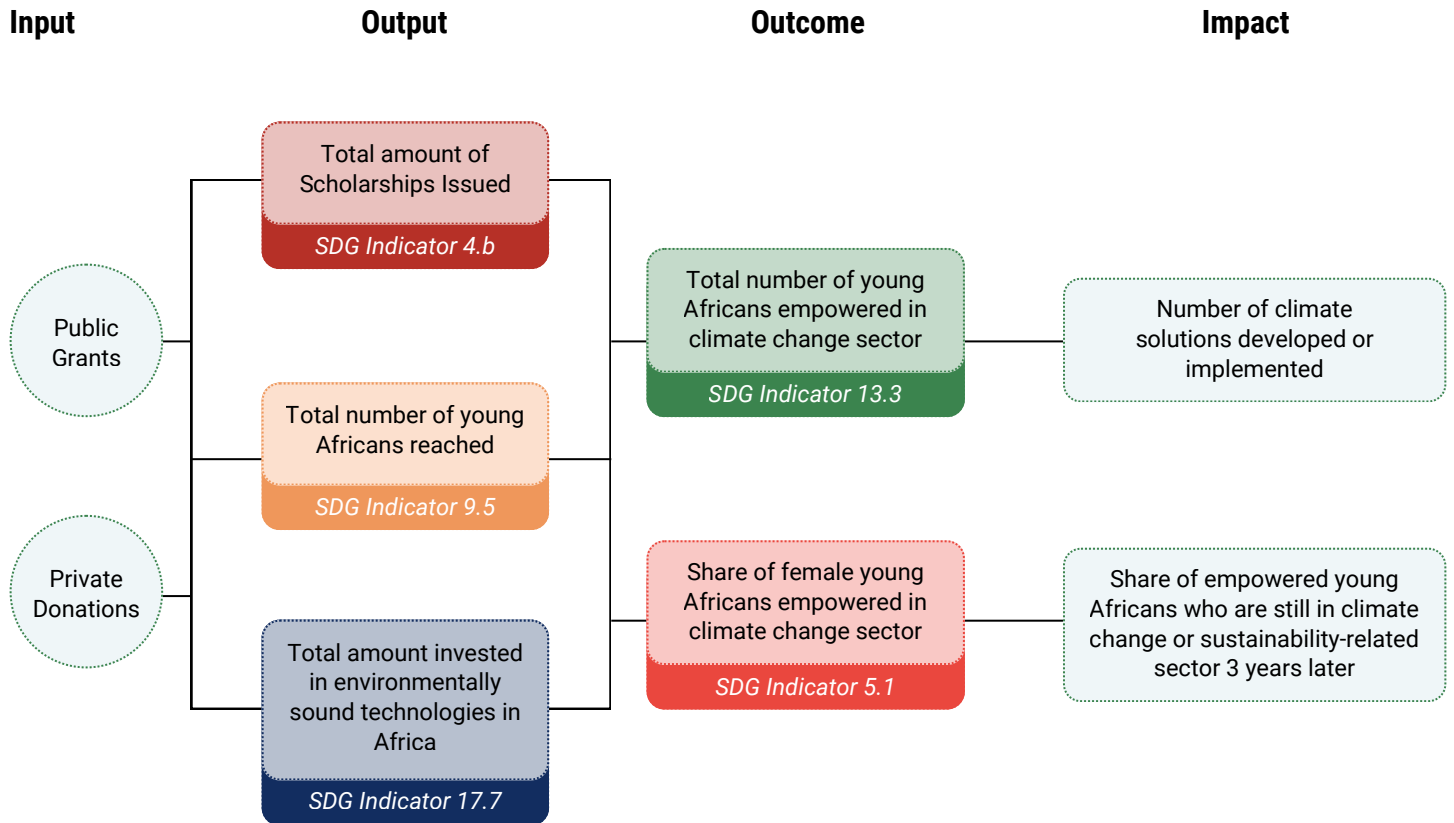 Input
Output
Outcome
Impact
Public
Grants
Private
Donations
Total amount of
Scholarships Issued
SDG Indicator 4.b
Total number of young
Africans reached
SDG Indicator 9.5
Total amount invested
in environmentally
sound technologies in
Africa
SDG Indicator 17.7
Total number of young
Africans empowered in
climate change sector
SDG Indicator 13.3
Share of female young
Africans empowered in
climate change sector
SDG Indicator 5.1
Number of climate
solutions developed or
implemented
Share of empowered young
Africans who are still in climate
change or sustainability-related
sector 3 years later